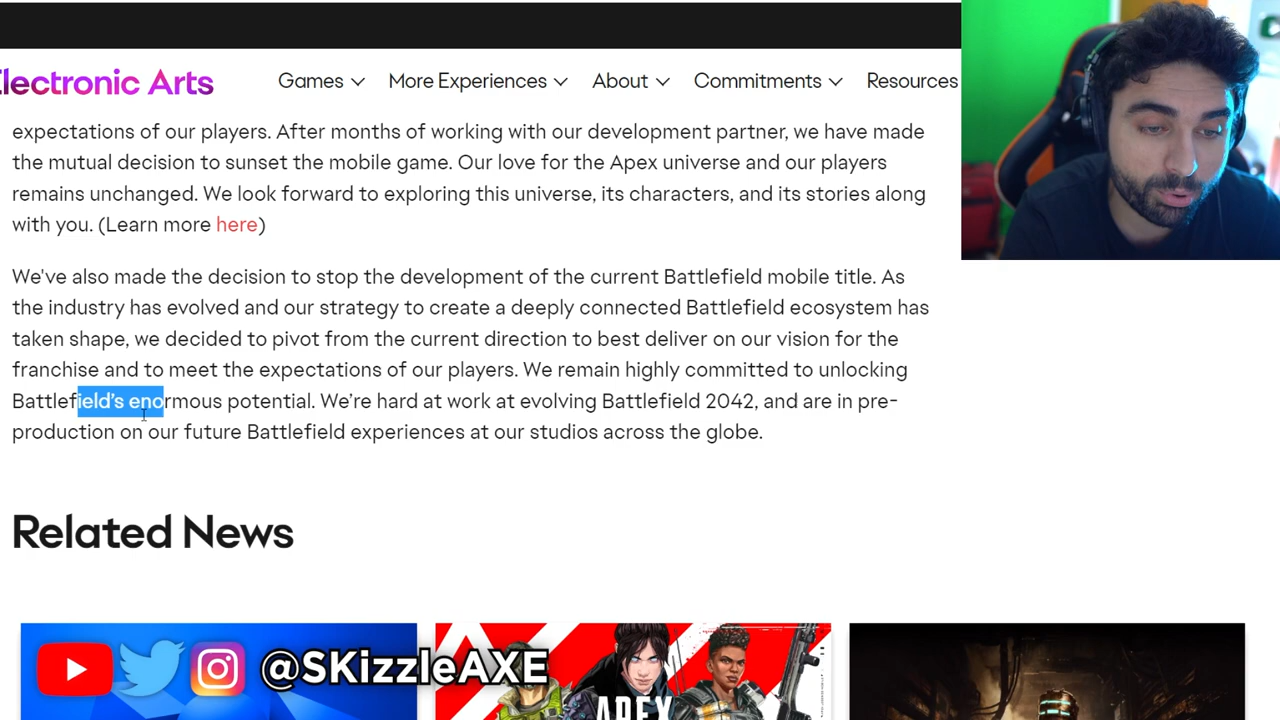 Electronic Arts
Games More Experiences About Commitments Resources
expectations of our players. After months of working with our development partner, we have made
the mutual decision to sunset the mobile game. Our love for the Apex universe and our players
remains unchanged. We look forward to exploring this universe, its characters, and its stories along
with you. (Learn more here)
We've also made the decision to stop the development of the current Battlefield mobile title. As
the industry has evolved and our strategy to create a deeply connected Battlefield ecosystem has
taken shape, we decided to pivot from the current direction to best deliver on our vision for the
franchise and to meet the expectations of our players. We remain highly committed to unlocking
Battlefield’s enormous potential. We’re hard at work at evolving Battlefield 2042, and are in pre-
production on our future Battlefield experiences at our studios across the globe.
Related News
@SKizzleAXE
APEX